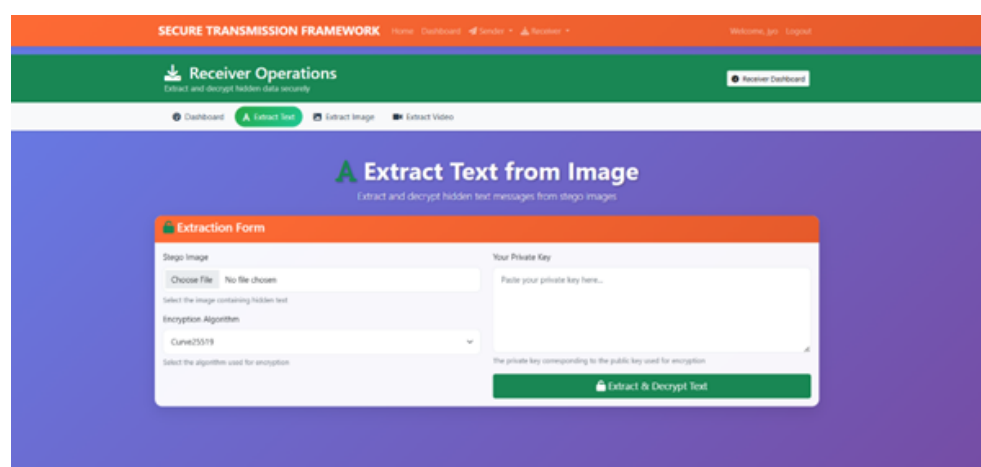 SECURE TRANSMISSION FRAMEWORK Home Dashboard Sender Receiver Welcome, Logout
Receiver Operations
Extract and decrypt hidden data securely
Receiver Dashboard
Dashboard Extract Text Extract Image Extract Video
Extract Text from Image
Extract and decrypt hidden text messages from stego images
Extraction Form
Stego Image
Choose File No file chosen
Select the image containing hidden text
Encryption Algorithm
Curve25519
Select the algorithm used for encryption
Your Private Key
Paste your private key here...
The private key corresponding to the public key used for encryption
Extract & Decrypt Text